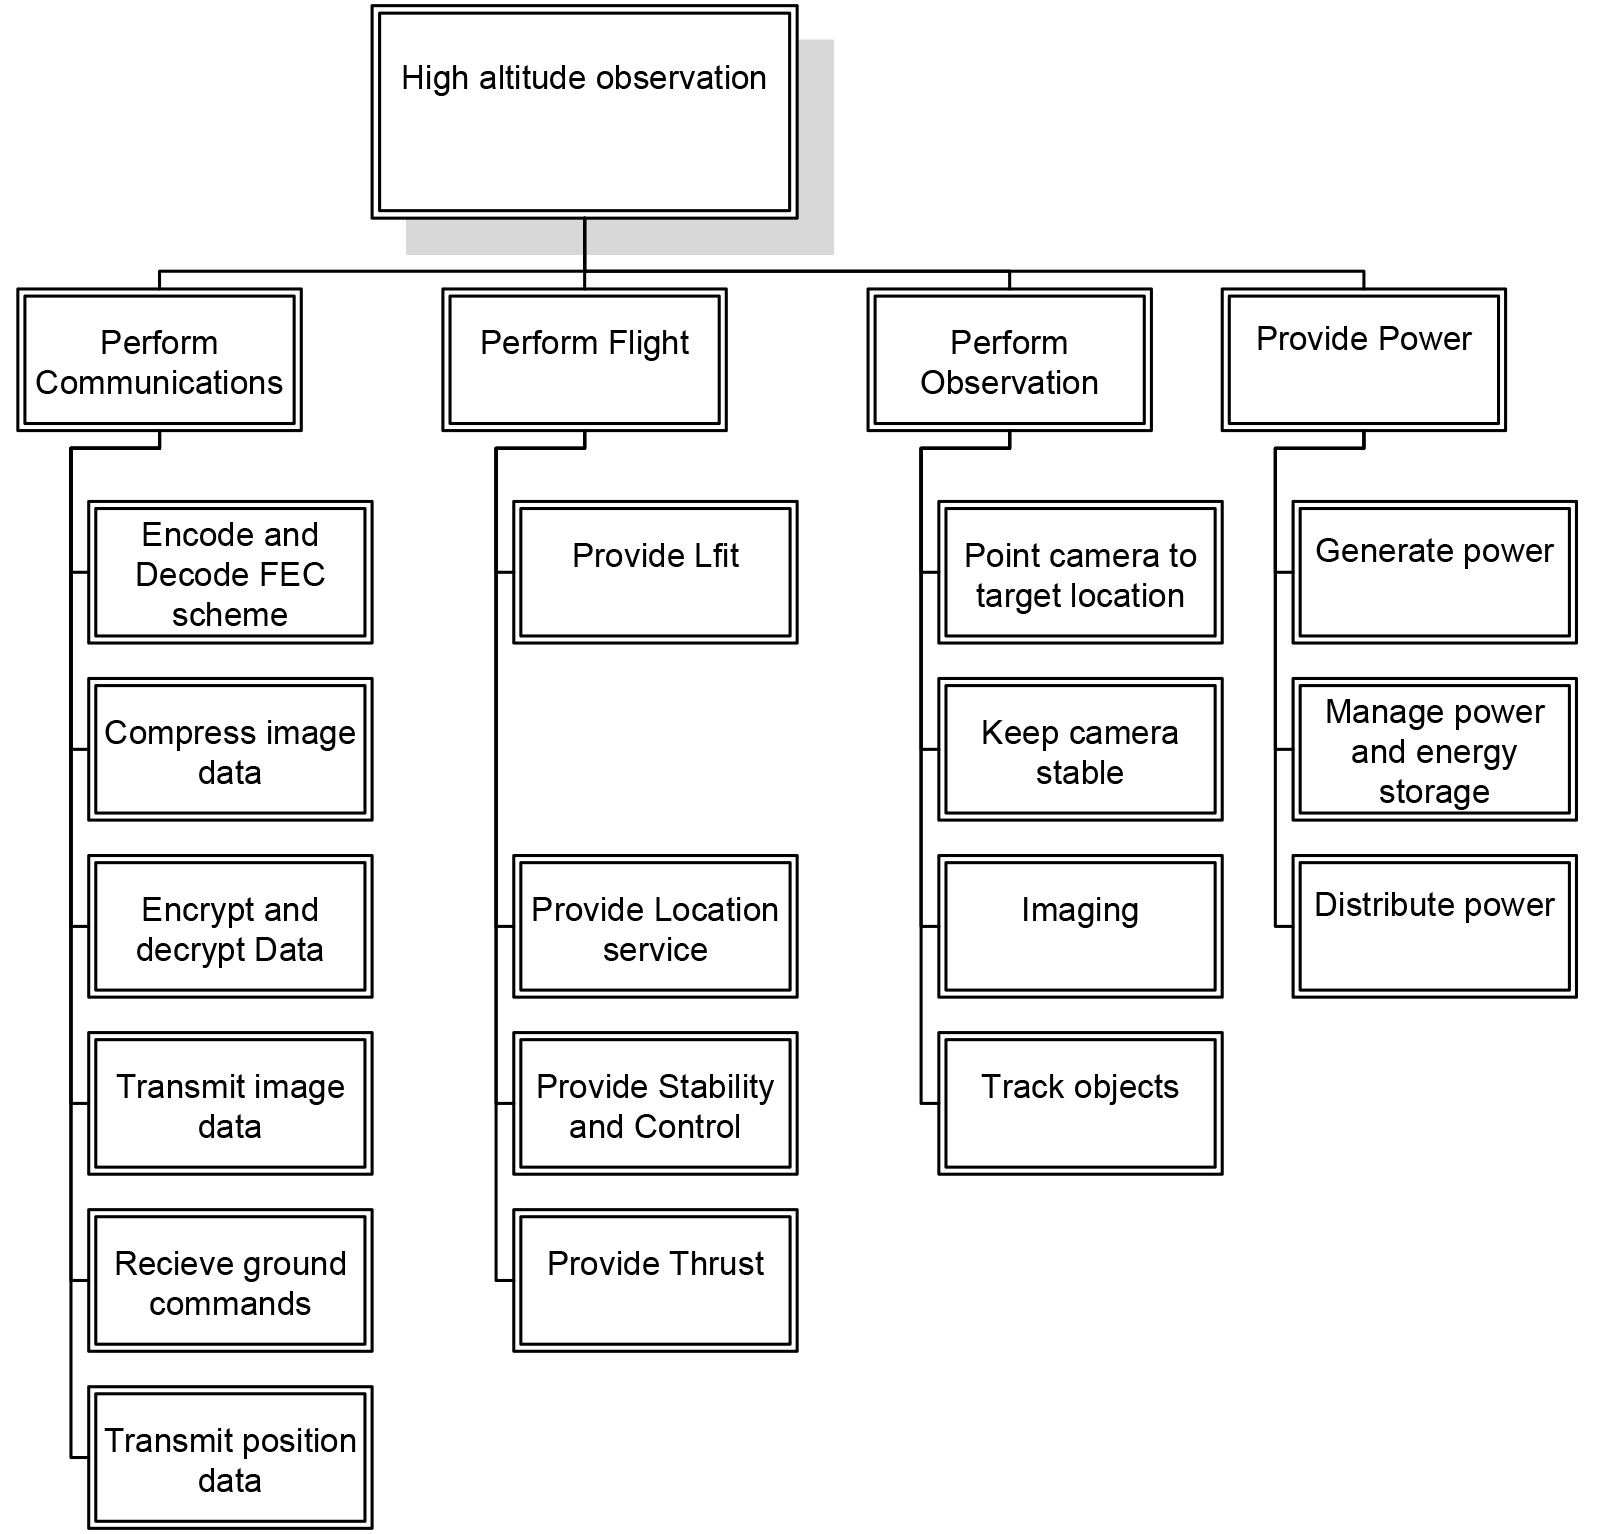 High altitude observation
Perform
Communications
Perform Flight
Perform
Observation
Provide Power
Encode and
Decode FEC
scheme
Compress image
data
Encrypt and
decrypt Data
Transmit image
data
Recieve ground
commands
Transmit position
data
Provide Lfit
Provide Location
service
Provide Stability
and Control
Provide Thrust
Point camera to
target location
Keep camera
stable
Imaging
Track objects
Generate power
Manage power
and energy
storage
Distribute power